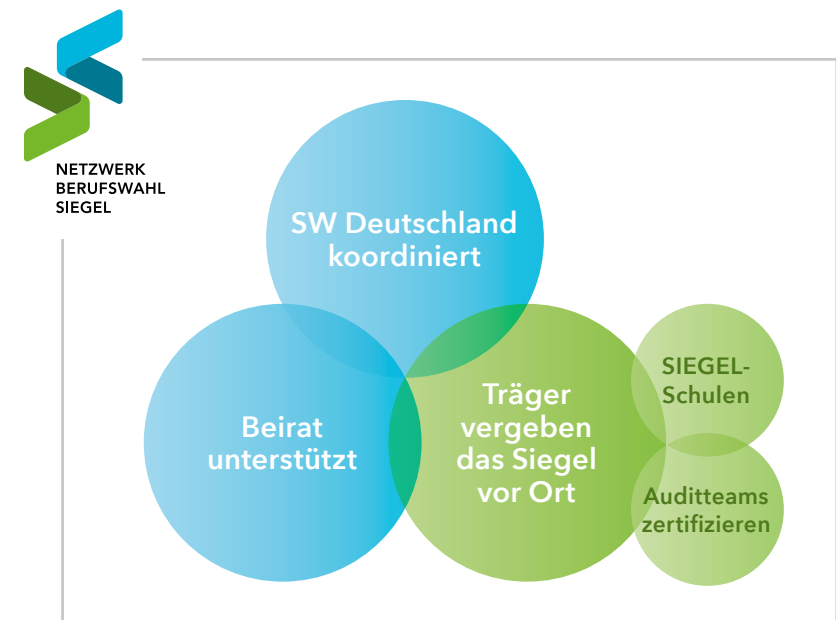 NETZWERK
BERUFSWAHL
SIEGEL
SW Deutschland
koordiniert
Beirat
unterstützt
Träger
vergeben
das Siegel
vor Ort
SIEGEL-
Schulen
Auditteams
zertifizieren